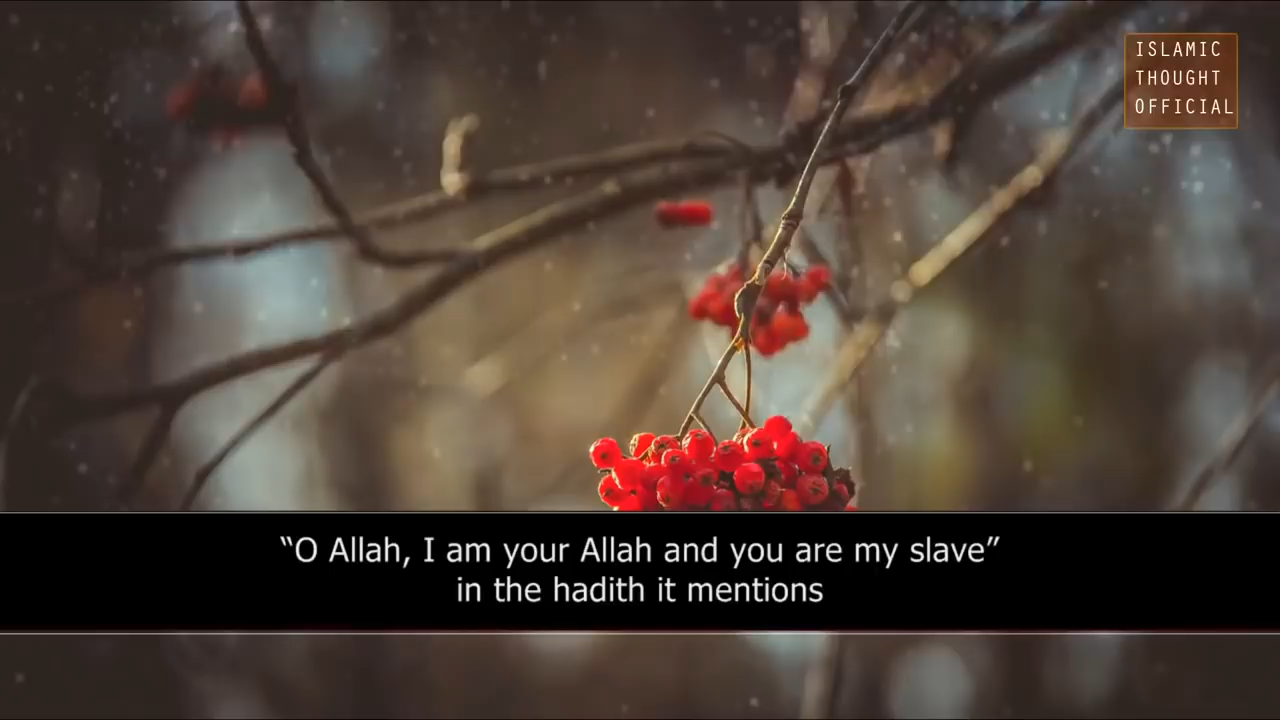 ISLAMIC
THOUGHT
OFFICIAL
“O Allah, I am your Allah and you are my slave”
in the hadith it mentions